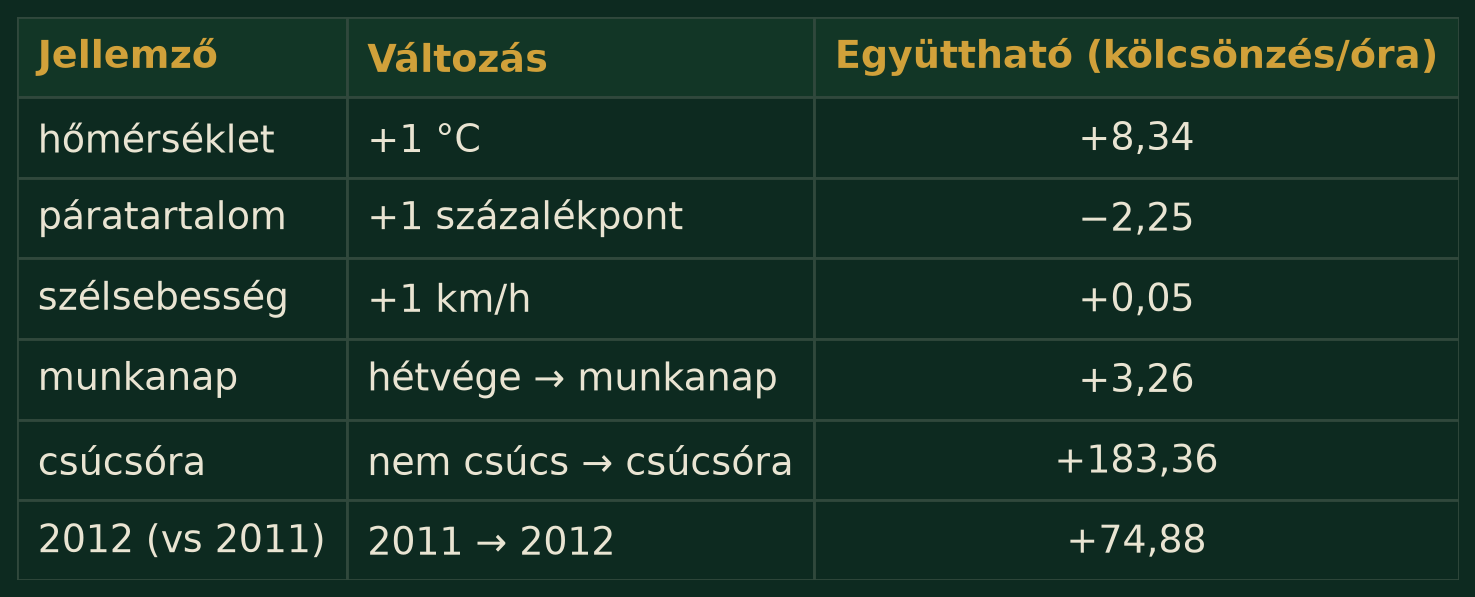 Jellemző Változás Együttható (kölcsönzés/óra)
hőmérséklet +1 °C +8,34
páratartalom +1 százalékpont −2,25
szélsebesség +1 km/h +0,05
munkanap hétvége → munkanap +3,26
csúcsóra nem csúcs → csúcsóra +183,36
2012 (vs 2011) 2011 → 2012 +74,88